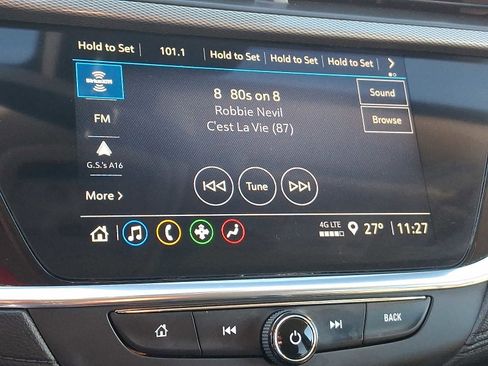 Hold to Set 101.1 Hold to Set Hold to Set Hold to Set >
SiriusXM
8 80s on 8
Sound
Robbie Nevil
FM
C'est La Vie (87)
Browse
G.S.'s A16
Tune
More >
4G LTE 27° 11:27
BACK